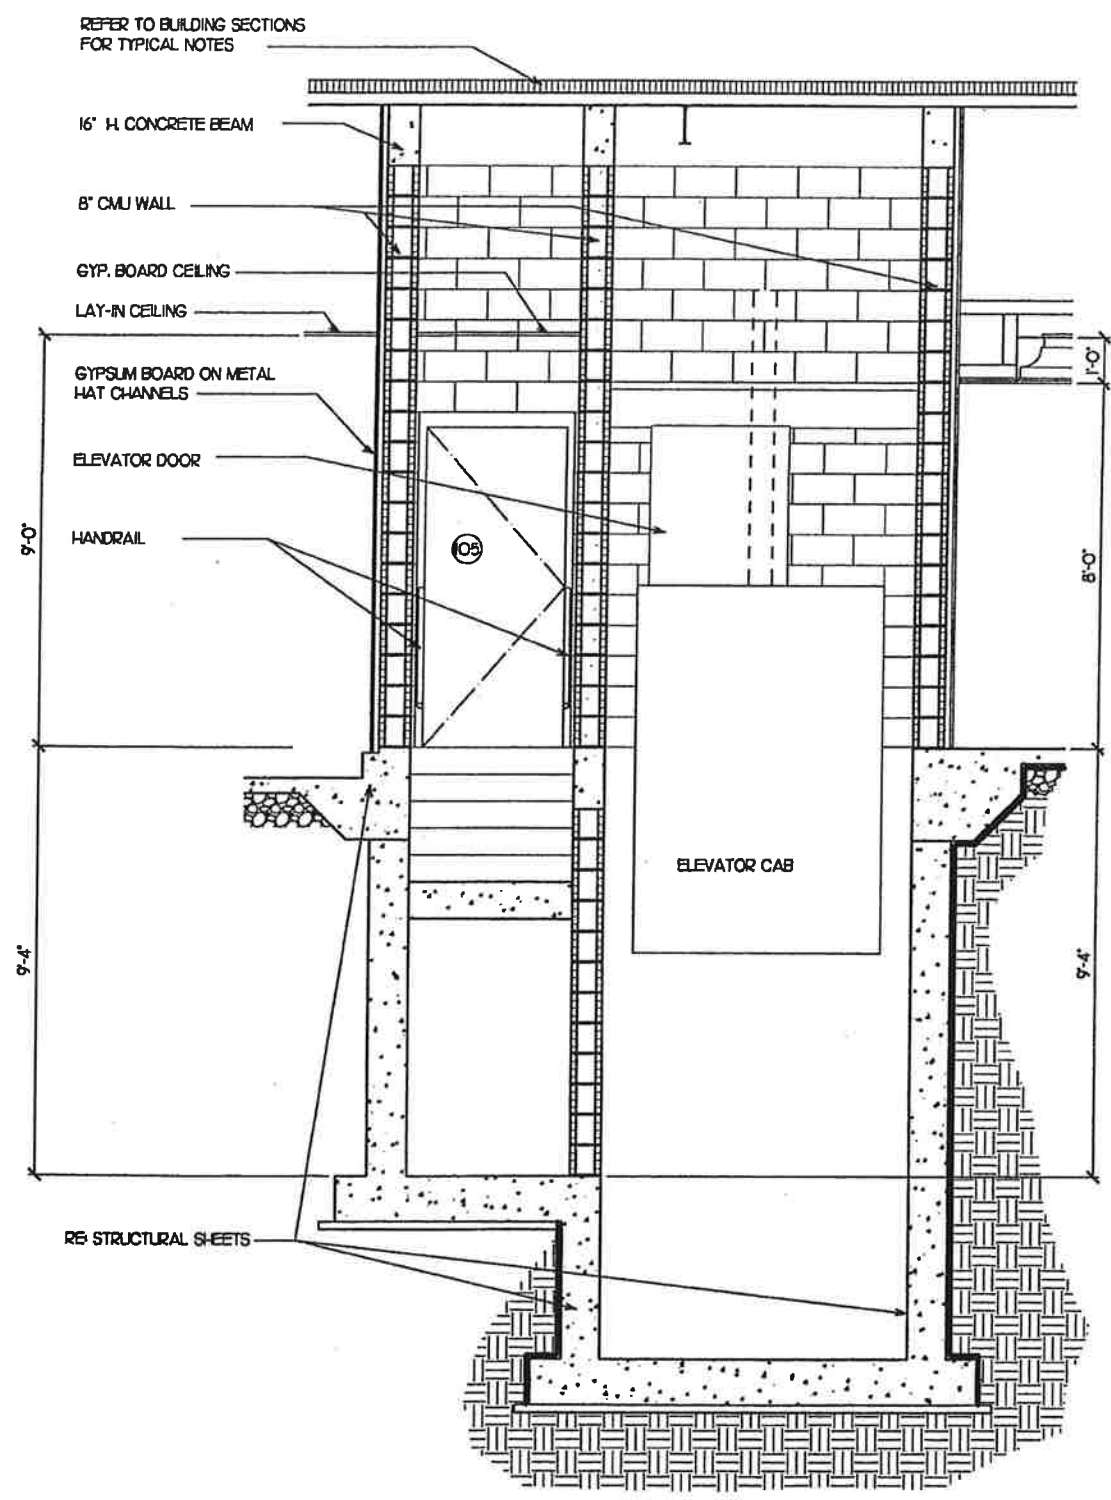 REFER TO BUILDING SECTIONS
FOR TYPICAL NOTES
16" H. CONCRETE BEAM
8" CMU WALL
GYP. BOARD CEILING
LAY-IN CEILING
GYPSUM BOARD ON METAL
HAT CHANNELS
ELEVATOR DOOR
HANDRAIL
105
9'-0"
1'-0"
8'-0"
ELEVATOR CAB
9'-4"
9'-4"
RE: STRUCTURAL SHEETS